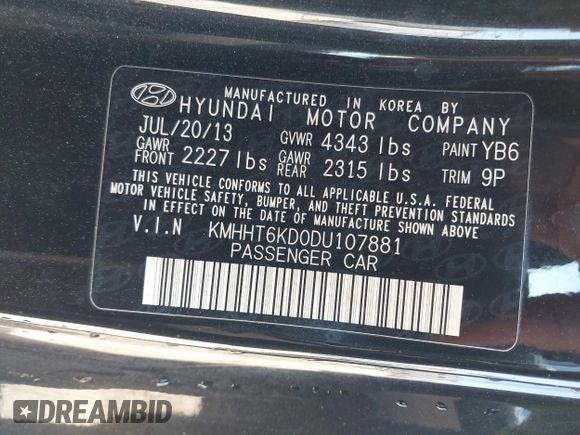 MANUFACTURED IN KOREA BY
HYUNDAI MOTOR COMPANY
JUL/20/13 GVWR 4343 lbs PAINT YB6
GAWR FRONT 2227 lbs GAWR REAR 2315 lbs TRIM 9P
THIS VEHICLE CONFORMS TO ALL APPLICABLE U.S.A. FEDERAL
MOTOR VEHICLE SAFETY, BUMPER, AND THEFT PREVENTION STANDARDS
IN EFFECT ON THE DATE OF MANUFACTURE SHOWN ABOVE.
V.I.N KMHHT6KD0DU107881
PASSENGER CAR
DREAMBID